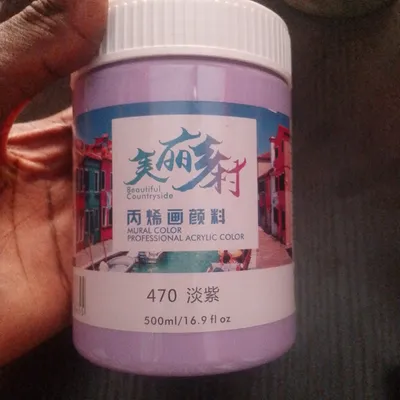 美丽乡村
Beautiful
Countryside
丙烯画颜料
MURAL COLOR
PROFESSIONAL ACRYLIC COLOR
470 淡紫
500ml/16.9 fl oz